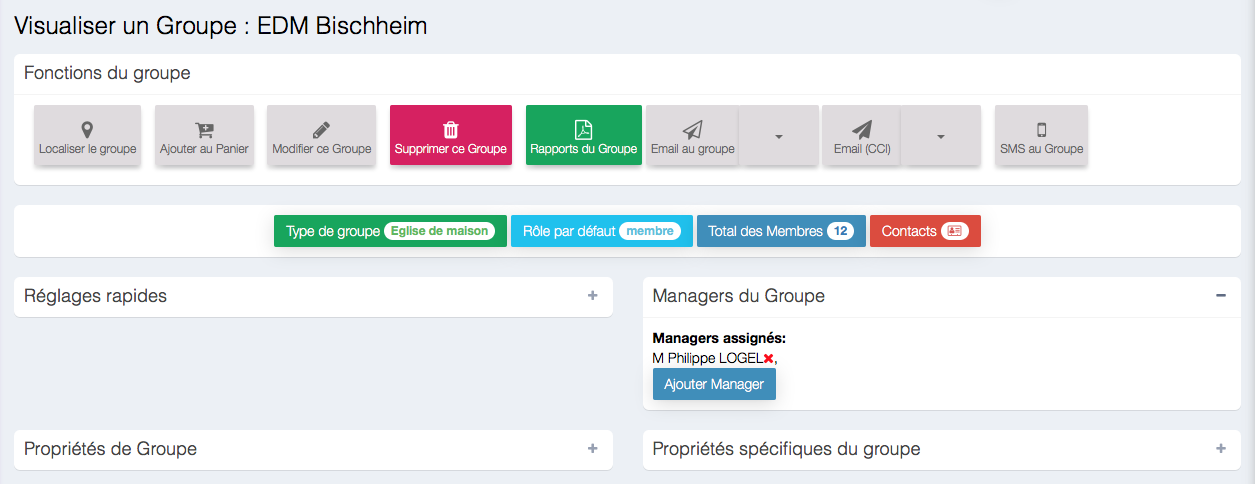 Visualiser un Groupe : EDM Bischheim
Fonctions du groupe
Localiser le groupe
Ajouter au Panier
Modifier ce Groupe
Supprimer ce Groupe
Rapports du Groupe
Email au groupe
Email (CCI)
SMS au Groupe
Type de groupe Eglise de maison
Rôle par défaut membre
Total des Membres 12
Contacts
Réglages rapides
Managers du Groupe
Managers assignés:
M Philippe LOGEL,
Ajouter Manager
Propriétés de Groupe
Propriétés spécifiques du groupe